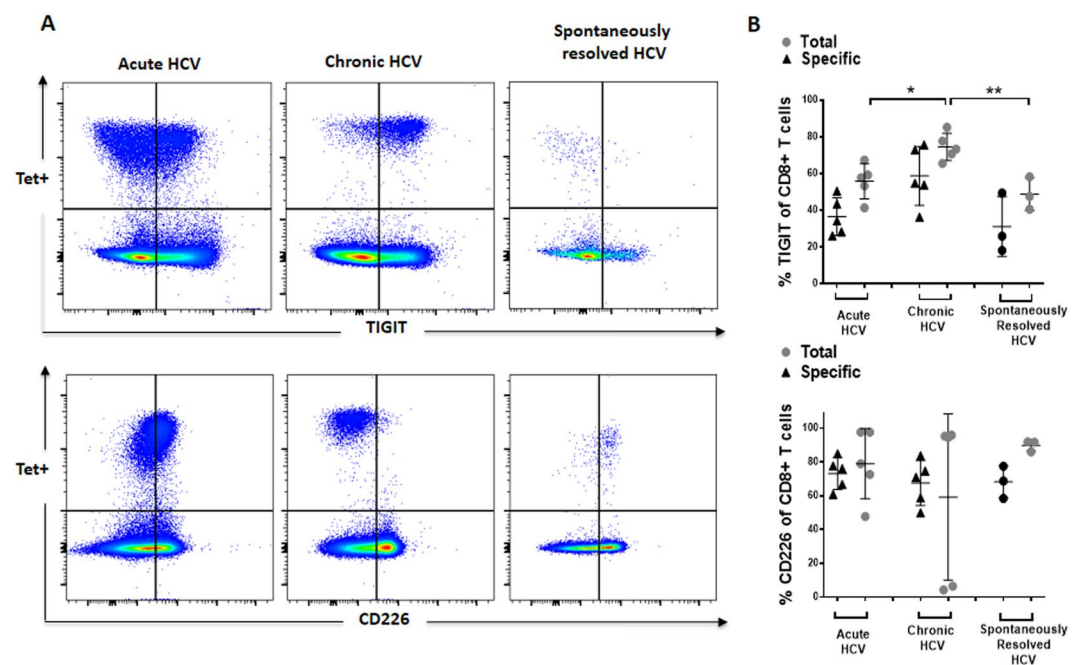 A
Acute HCV
Chronic HCV
Spontaneously
resolved HCV
Tet+
TIGIT
Tet+
CD226
B
Total
Specific
*
**
% TIGIT of CD8+ T cells
100
80
60
40
20
0
Acute
HCV
Chronic
HCV
Spontaneously
Resolved
HCV
Total
Specific
% CD226 of CD8+ T cells
100
80
60
40
20
0
Acute
HCV
Chronic
HCV
Spontaneously
Resolved
HCV